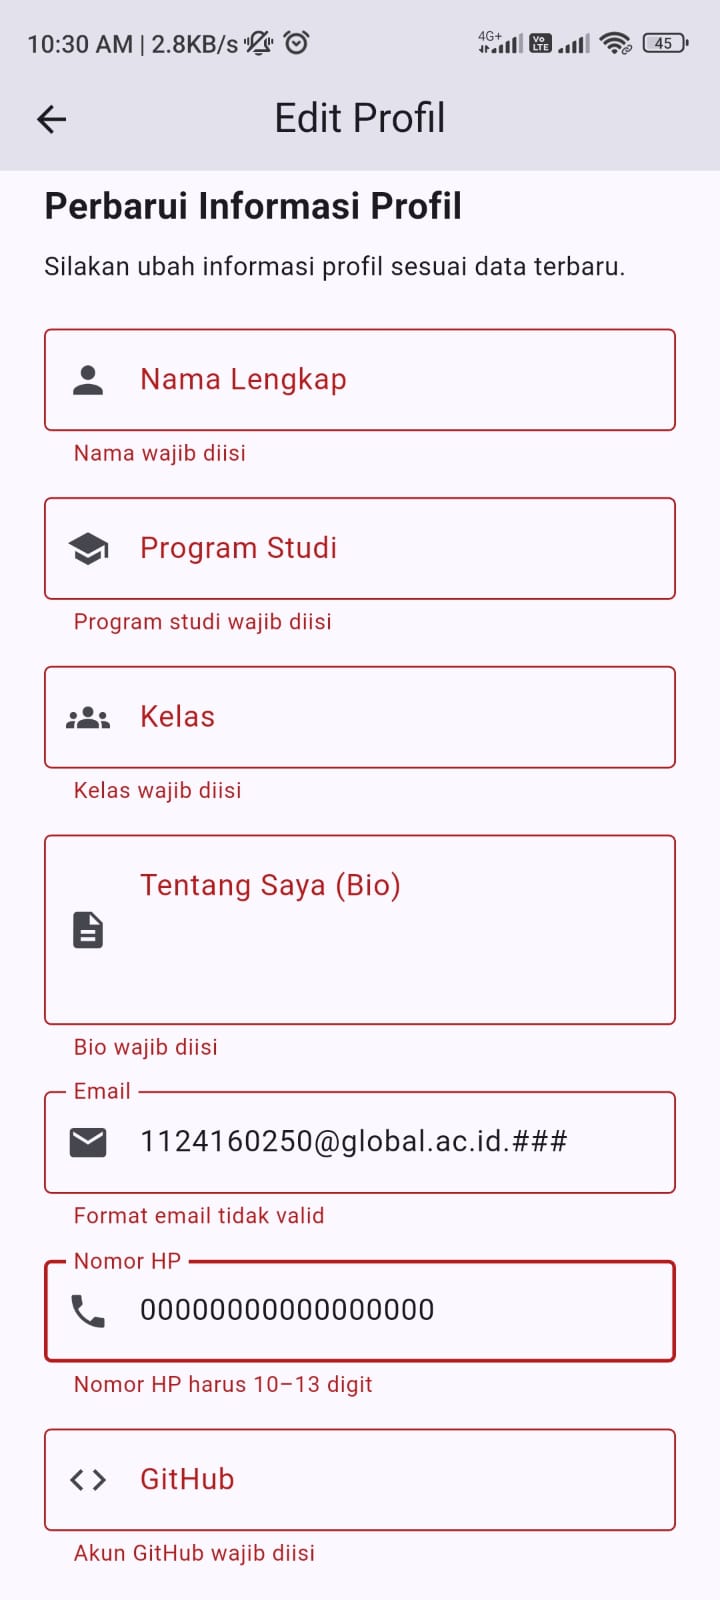 10:30 AM | 2.8KB/s 4G+ Vo LTE 45
Edit Profil
Perbarui Informasi Profil
Silakan ubah informasi profil sesuai data terbaru.
Nama Lengkap
Nama wajib diisi
Program Studi
Program studi wajib diisi
Kelas
Kelas wajib diisi
Tentang Saya (Bio)
Bio wajib diisi
Email
1124160250@global.ac.id.###
Format email tidak valid
Nomor HP
00000000000000000
Nomor HP harus 10–13 digit
GitHub
Akun GitHub wajib diisi